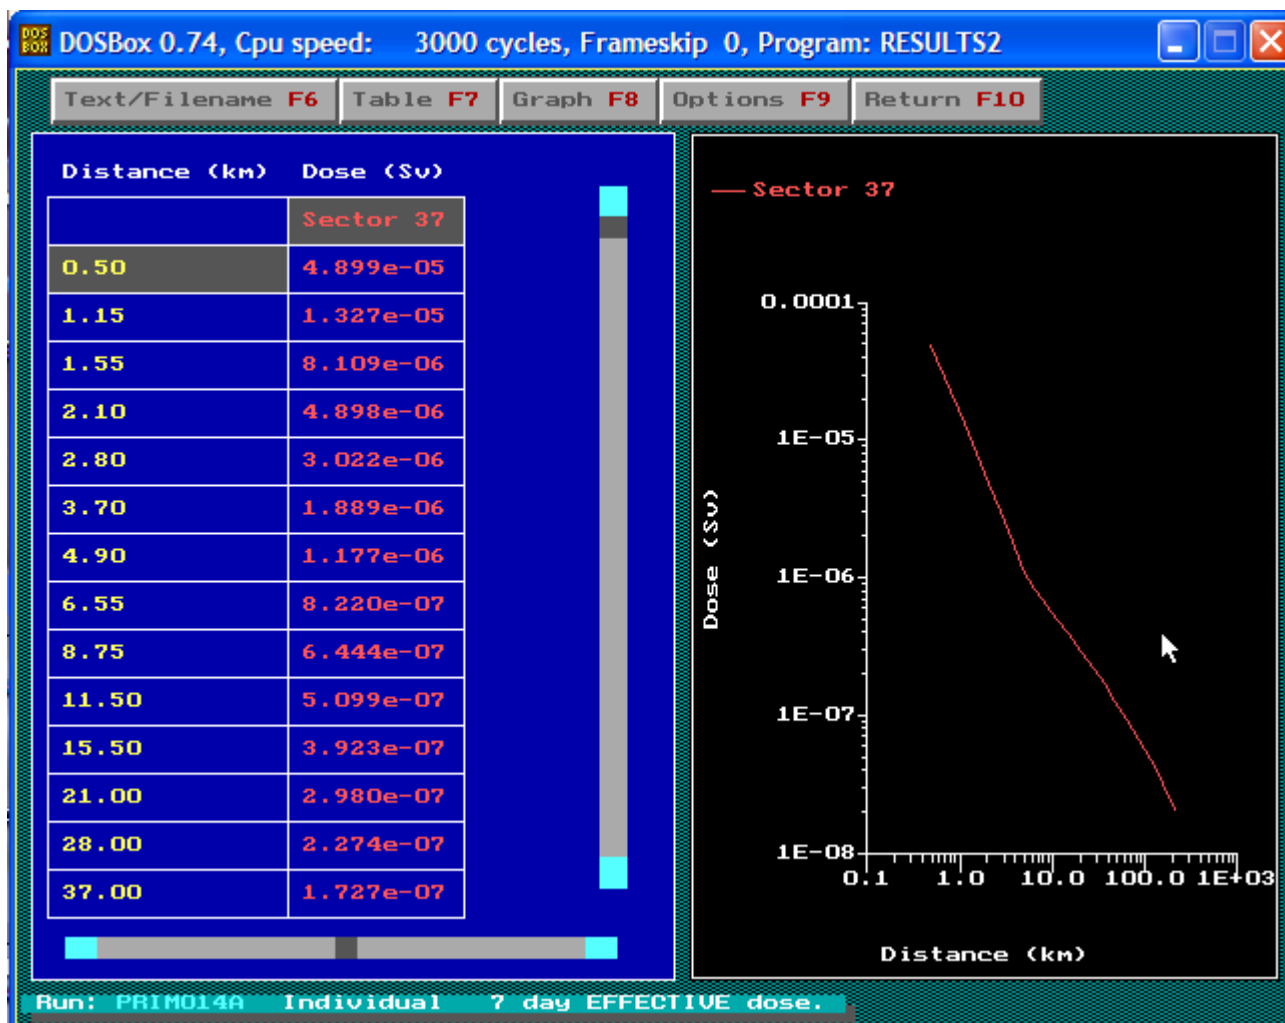 DOS BOX DOSBox 0.74, Cpu speed: 3000 cycles, Frameskip 0, Program: RESULTS2
Text/Filename F6 Table F7 Graph F8 Options F9 Return F10
Distance (km) Dose (Sv)
Sector 37
0.50 4.899e-05
1.15 1.327e-05
1.55 8.109e-06
2.10 4.898e-06
2.80 3.022e-06
3.70 1.889e-06
4.90 1.177e-06
6.55 8.220e-07
8.75 6.444e-07
11.50 5.099e-07
15.50 3.923e-07
21.00 2.980e-07
28.00 2.274e-07
37.00 1.727e-07
Sector 37
0.0001
1E-05
1E-06
1E-07
1E-08
Dose (Sv)
0.1 1.0 10.0 100.0 1E+03
Distance (km)
Run: PRIMO14A Individual 7 day EFFECTIVE dose.